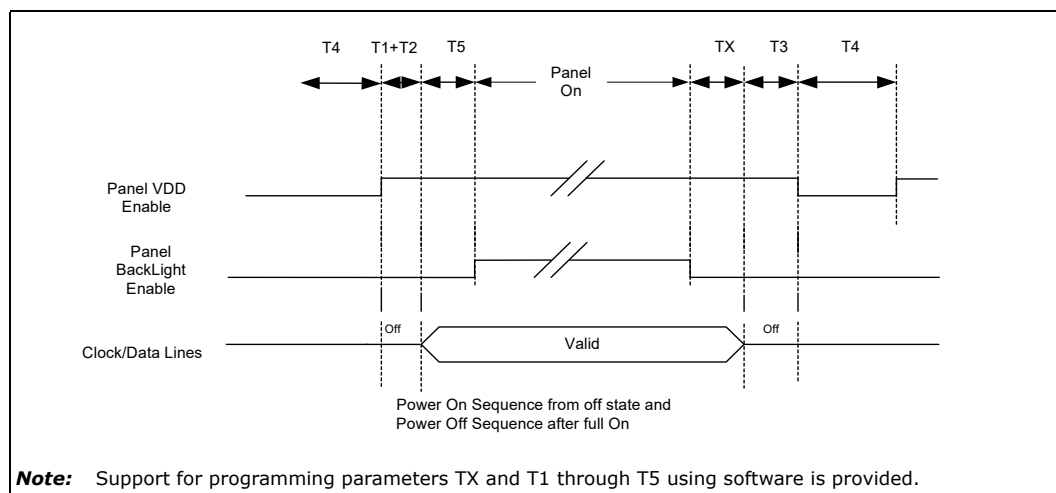 T4 T1+T2 T5 TX T3 T4
Panel
On
Panel VDD
Enable
Panel
BackLight
Enable
Off Off
Clock/Data Lines Valid
Power On Sequence from off state and
Power Off Sequence after full On
Note: Support for programming parameters TX and T1 through T5 using software is provided.